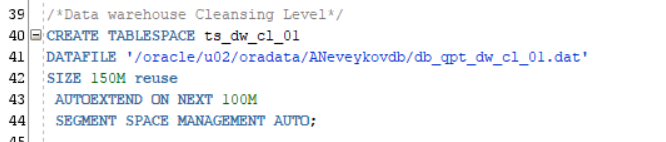 39 /*Data warehouse Cleansing Level*/
40 CREATE TABLESPACE ts_dw_cl_01
41 DATAFILE '/oracle/u02/oradata/ANeveykovdb/db_qpt_dw_cl_01.dat'
42 SIZE 150M reuse
43 AUTOEXTEND ON NEXT 100M
44 SEGMENT SPACE MANAGEMENT AUTO;
45